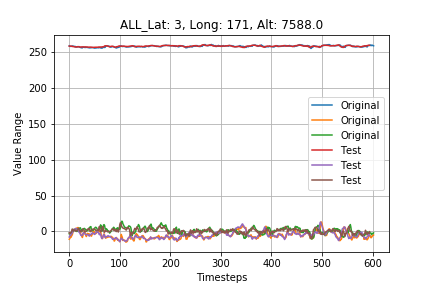 ALL_Lat: 3, Long: 171, Alt: 7588.0
Value Range
250
200
150
100
50
0
Original
Original
Original
Test
Test
Test
0
100
200
300
400
500
600
Timesteps